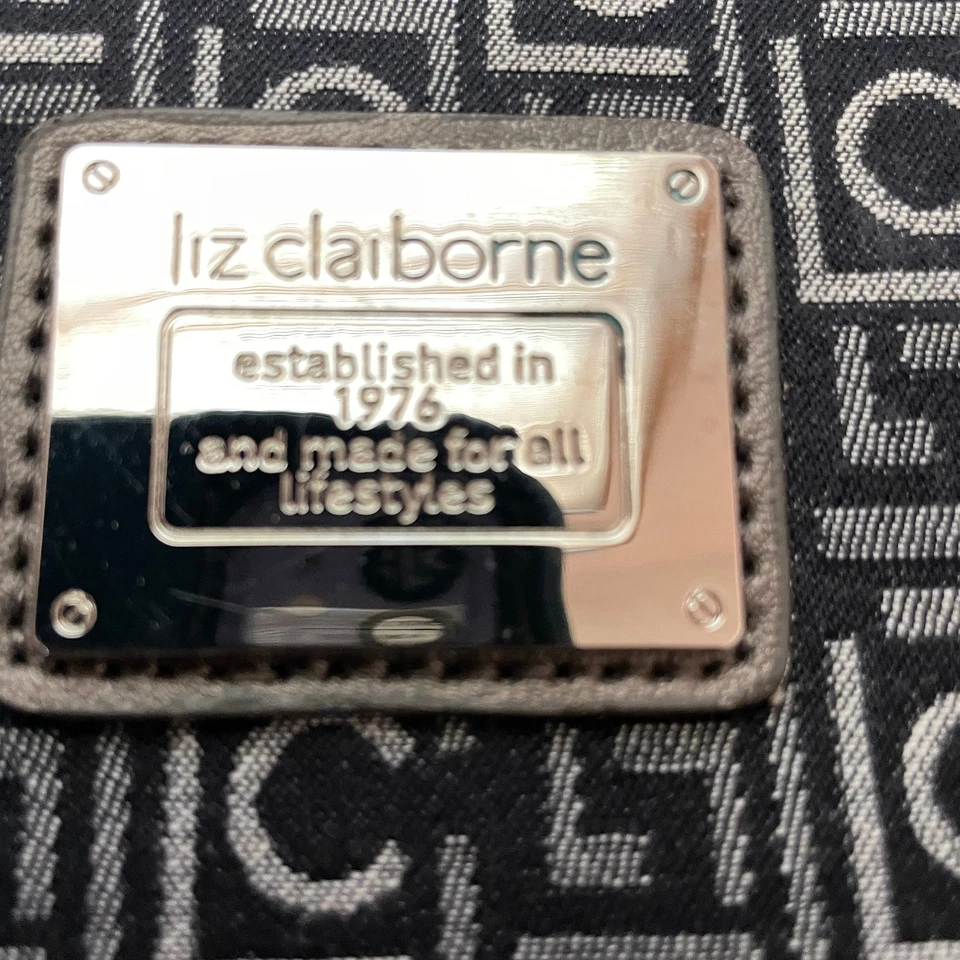 liz claiborne
established in
1976
and made for all
lifestyles